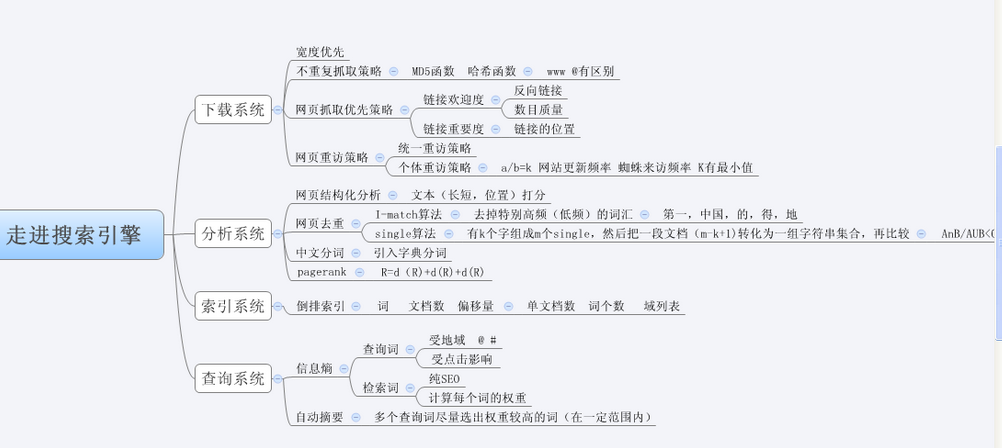 走进搜索引擎
下载系统
宽度优先
不重复抓取策略 MD5函数 哈希函数 www @有区别
网页抓取优先策略
链接欢迎度
反向链接
数目质量
链接重要度 链接的位置
网页重访策略
统一重访策略
个体重访策略 a/b=k 网站更新频率 蜘蛛来访频率 K有最小值
分析系统
网页结构化分析 文本（长短，位置）打分
网页去重
I-match算法 去掉特别高频（低频）的词汇 第一，中国，的，得，地
single算法 有k个字组成m个single，然后把一段文档（m-k+1)转化为一组字符串集合，再比较 AnB/AUB<
中文分词 引入字典分词
pagerank R=d（R)+d(R)+d(R)
索引系统
倒排索引 词 文档数 偏移量 单文档数 词个数 域列表
查询系统
信息熵
查询词
受地域 @ #
受点击影响
检索词
纯SEO
计算每个词的权重
自动摘要 多个查询词尽量选出权重较高的词（在一定范围内）